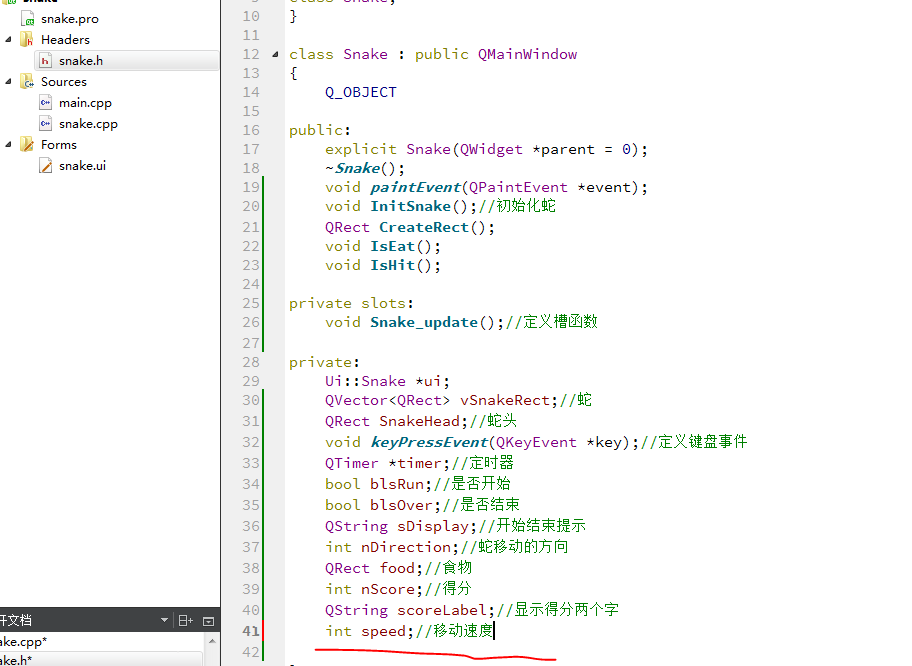 snake.pro
Headers
snake.h
Sources
main.cpp
snake.cpp
Forms
snake.ui
开文档
ake.cpp*
ake.h*
10 }
11
12 class Snake : public QMainWindow
13 {
14 Q_OBJECT
15
16 public:
17 explicit Snake(QWidget *parent = 0);
18 ~Snake();
19 void paintEvent(QPaintEvent *event);
20 void InitSnake();//初始化蛇
21 QRect CreateRect();
22 void IsEat();
23 void IsHit();
24
25 private slots:
26 void Snake_update();//定义槽函数
27
28 private:
29 Ui::Snake *ui;
30 QVector<QRect> vSnakeRect;//蛇
31 QRect SnakeHead;//蛇头
32 void keyPressEvent(QKeyEvent *key);//定义键盘事件
33 QTimer *timer;//定时器
34 bool blsRun;//是否开始
35 bool blsOver;//是否结束
36 QString sDisplay;//开始结束提示
37 int nDirection;//蛇移动的方向
38 QRect food;//食物
39 int nScore;//得分
40 QString scoreLabel;//显示得分两个字
41 int speed;//移动速度
42